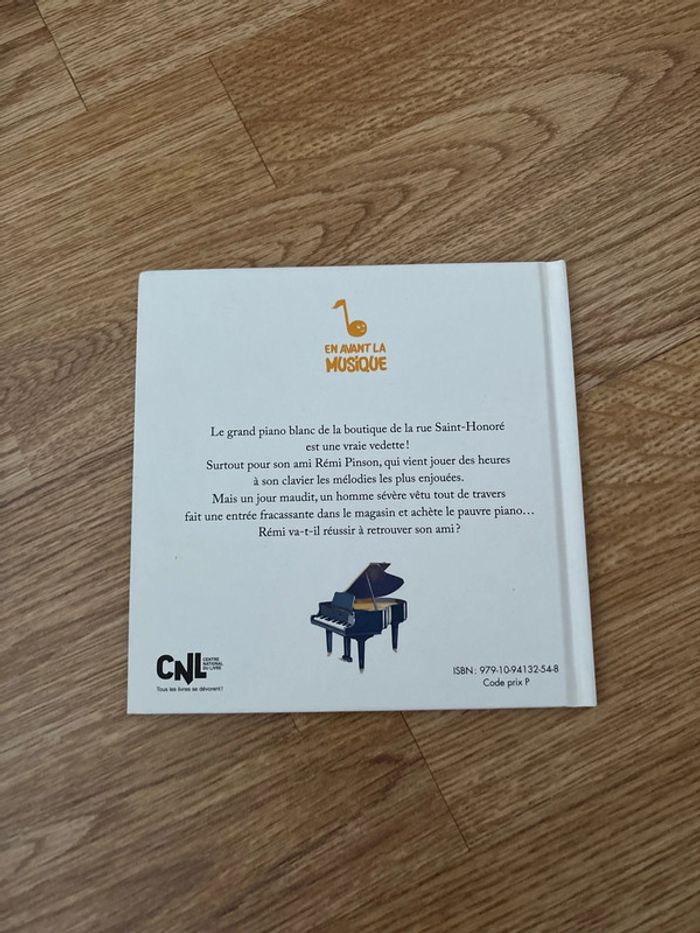 EN AVANT LA
MUSIQUE
Le grand piano blanc de la boutique de la rue Saint-Honoré
est une vraie vedette !
Surtout pour son ami Rémi Pinson, qui vient jouer des heures
à son clavier les mélodies les plus enjouées.
Mais un jour maudit, un homme sévère vêtu tout de travers
fait une entrée fracassante dans le magasin et achète le pauvre piano...
Rémi va-t-il réussir à retrouver son ami ?
CNL CENTRE
NATIONAL
DU LIVRE
Tous les livres se dévorent !
ISBN : 979-10-94132-54-8
Code prix P